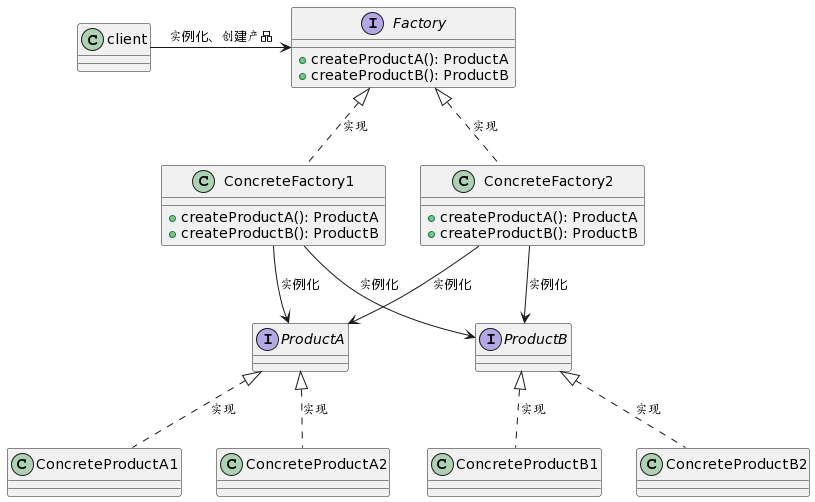 I Factory
C client
实例化、创建产品
createProductA(): ProductA
createProductB(): ProductB
实现
实现
C ConcreteFactory1
C ConcreteFactory2
createProductA(): ProductA
createProductB(): ProductB
createProductA(): ProductA
createProductB(): ProductB
实例化
实例化
实例化
实例化
I ProductA
I ProductB
实现
实现
实现
实现
C ConcreteProductA1
C ConcreteProductA2
C ConcreteProductB1
C ConcreteProductB2